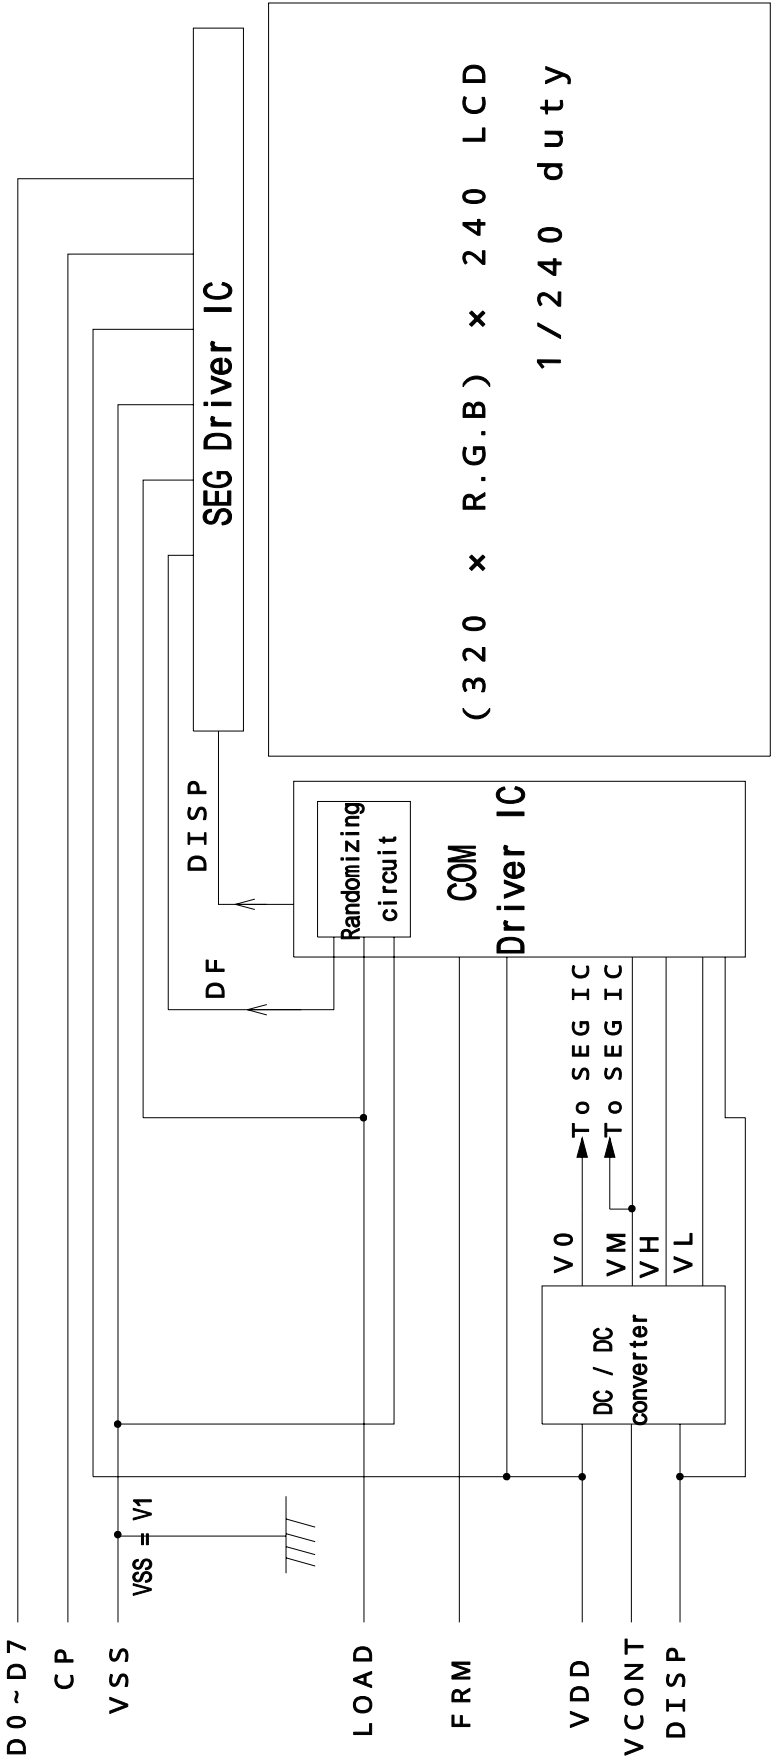 D0~D7
CP
VSS
VSS = V1
LOAD
FRM
VDD
VCONT
DISP
DC / DC
converter
V0
VM
VH
VL
To SEG IC
To SEG IC
DF
DISP
Randomizing
circuit
COM
Driver IC
SEG Driver IC
(320 × R.G.B) × 240 LCD
1/240 duty